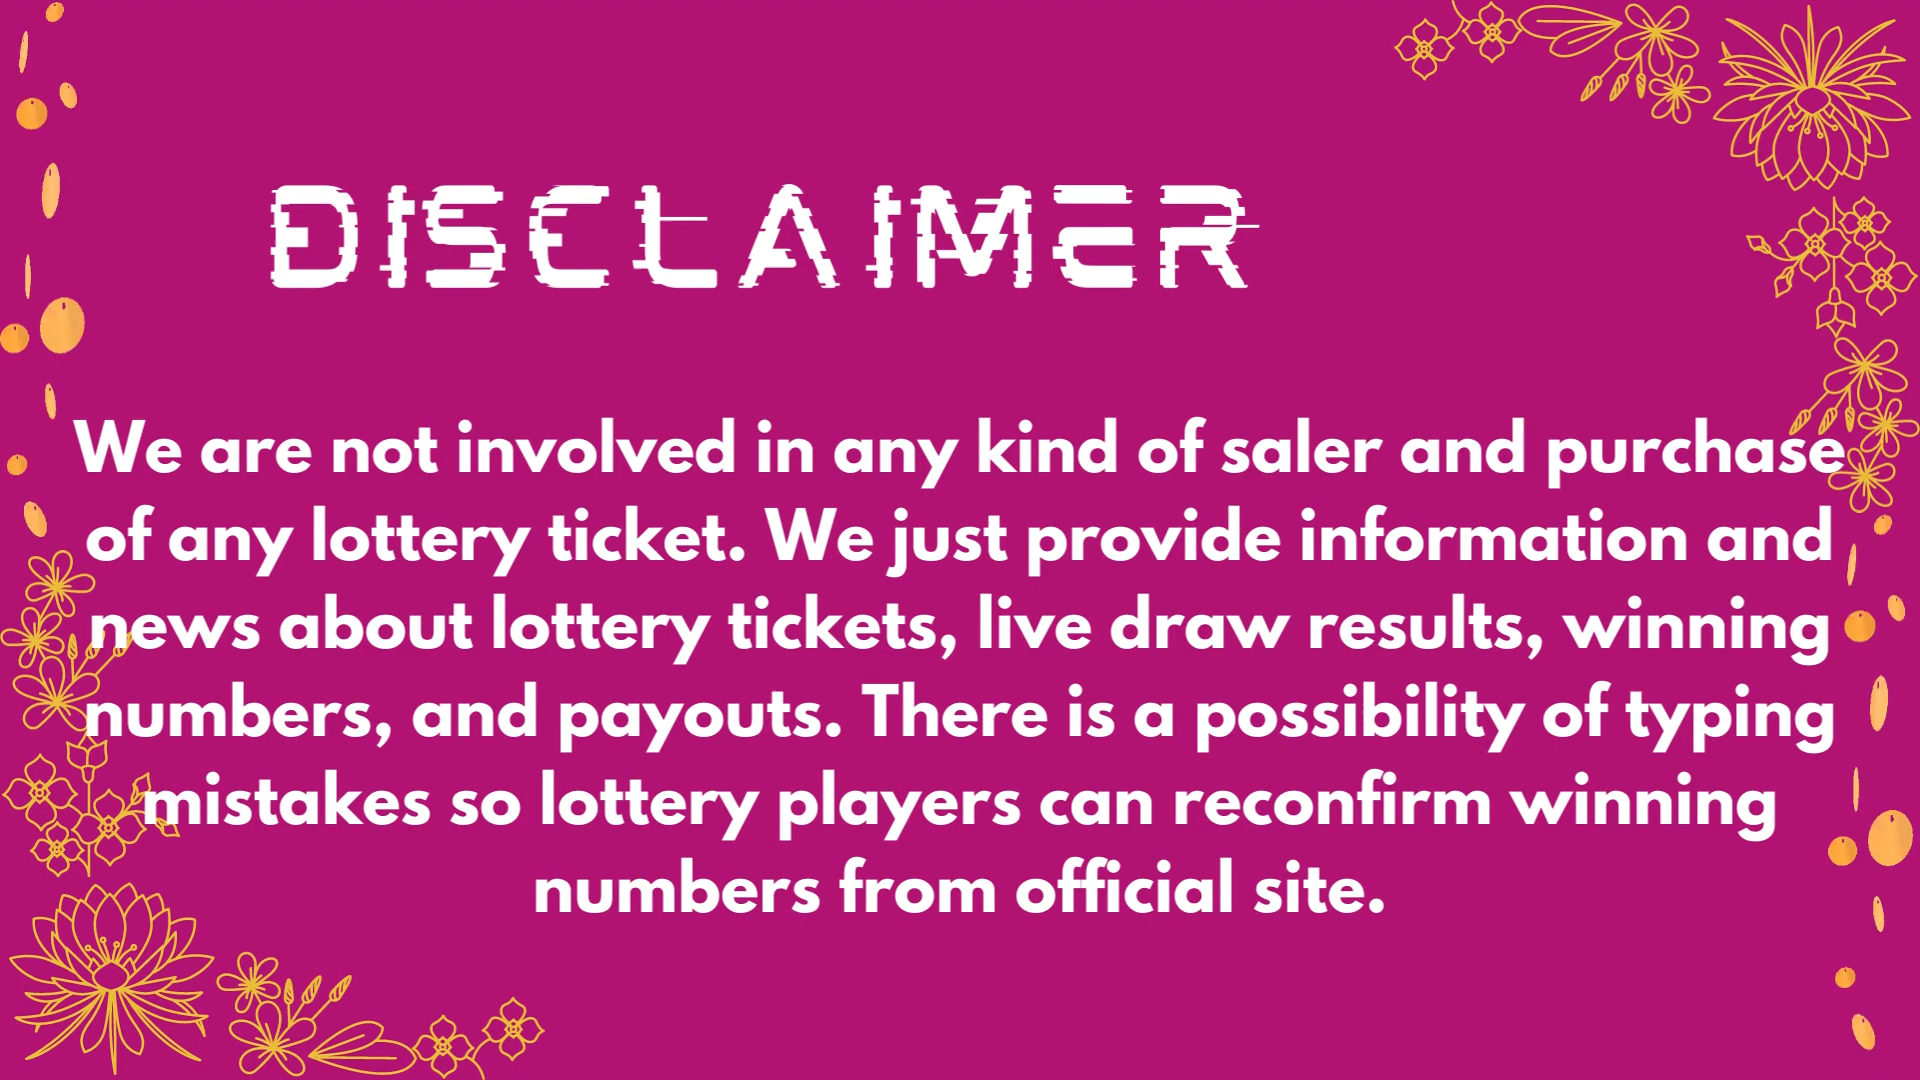 DISCLAIMER
We are not involved in any kind of saler and purchase
of any lottery ticket. We just provide information and
news about lottery tickets, live draw results, winning
numbers, and payouts. There is a possibility of typing
mistakes so lottery players can reconfirm winning
numbers from official site.